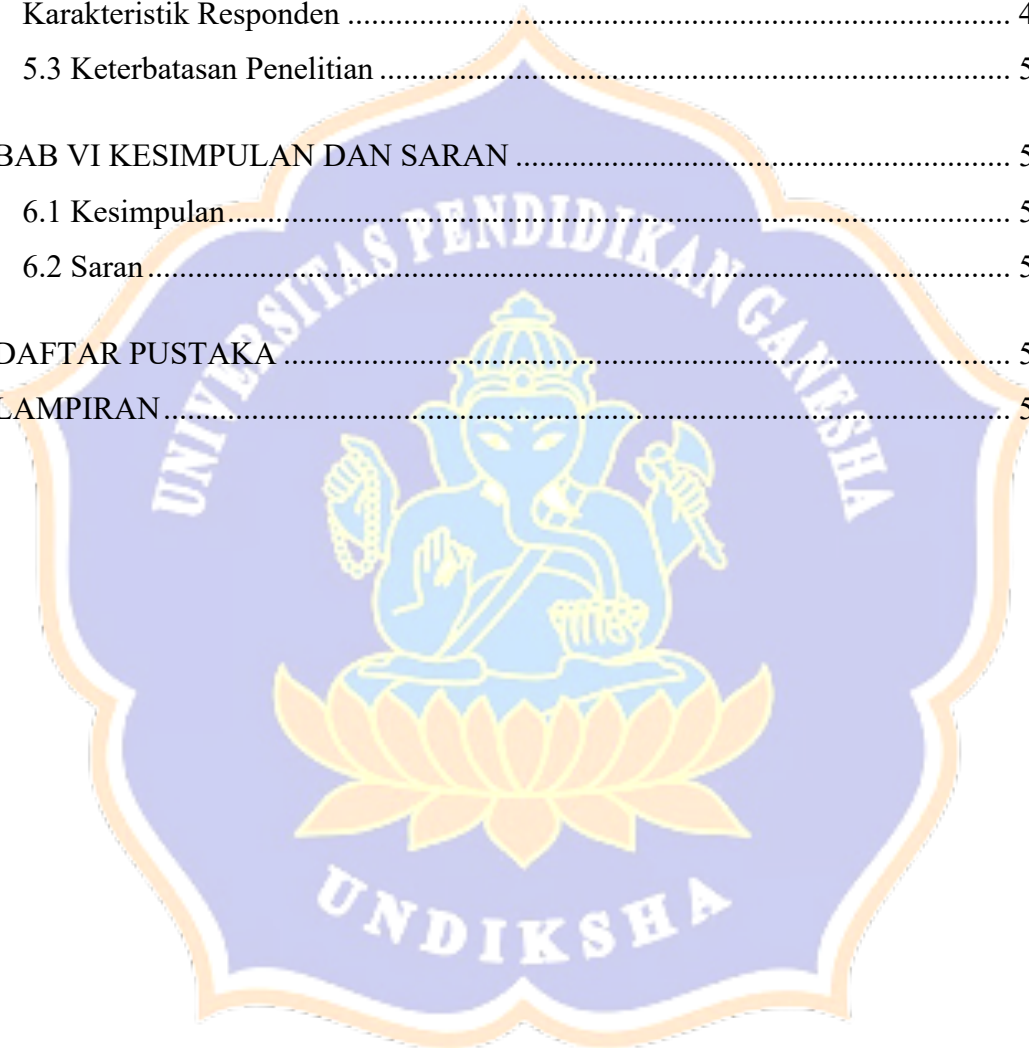 Karakteristik Responden ........................................................................................ 4
5.3 Keterbatasan Penelitian .................................................................................... 5
BAB VI KESIMPULAN DAN SARAN ................................................................. 5
6.1 Kesimpulan ........................................................................................................ 5
6.2 Saran .................................................................................................................. 5
DAFTAR PUSTAKA ................................................................................................ 5
LAMPIRAN ............................................................................................................... 5
UNIVERSITAS PENDIDIKAN GANESHA
UNDIKSHA